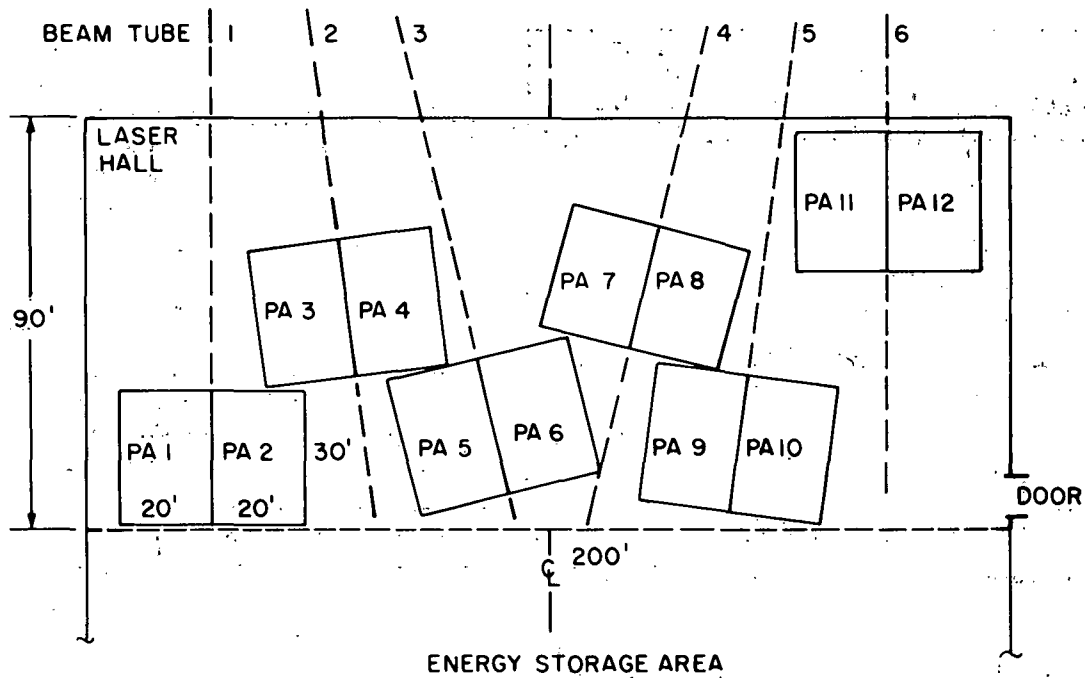 BEAM TUBE 1 2 3 4 5 6
LASER
HALL
PA 11 PA 12
PA 7 PA 8
PA 3 PA 4
90'
PA 1 PA 2 30' PA 5 PA 6 PA 9 PA 10
20' 20'
DOOR
℄ 200'
ENERGY STORAGE AREA